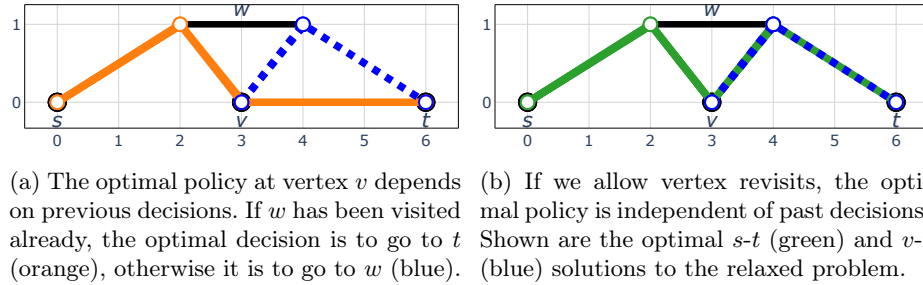 w
1
0
s
v
t
0 1 2 3 4 5 6
w
1
0
s
v
t
0 1 2 3 4 5 6
(a) The optimal policy at vertex v depends
on previous decisions. If w has been visited
already, the optimal decision is to go to t
(orange), otherwise it is to go to w (blue).
(b) If we allow vertex revisits, the opti
mal policy is independent of past decisions
Shown are the optimal s-t (green) and v-
(blue) solutions to the relaxed problem.